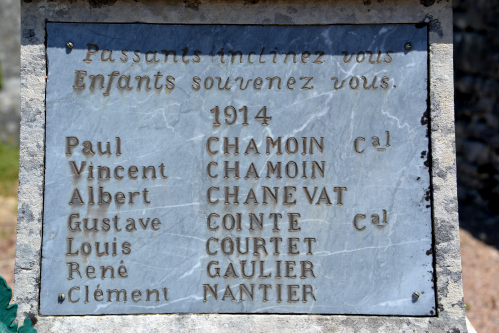 Passants inclinez vous
Enfants souvenez vous.
1914
Paul CHAMOIN Cal
Vincent CHAMOIN
Albert CHANEVAT
Gustave COINTE Cal
Louis COURTET
René GAULIER
Clément NANTIER